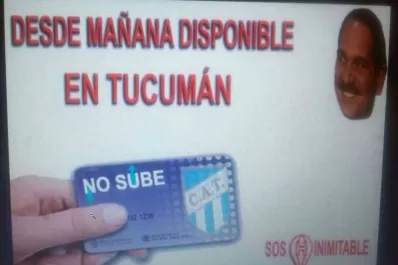 DESDE MAÑANA DISPONIBLE
EN TUCUMÁN
NO SUBE
C.A.T.
SOS INIMITABLE